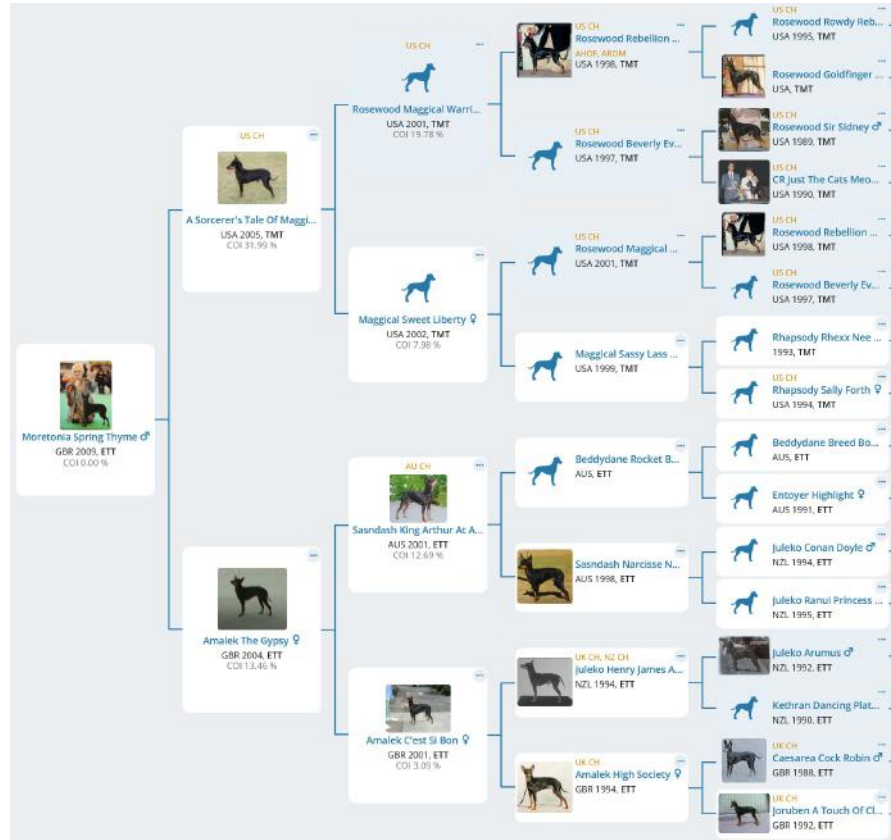 Moretonia Spring Thyme ♂
GBR 2009, ETT
COI 0.00 %
US CH
A Sorcerer's Tale Of Maggi...
USA 2005, TMT
COI 31.99 %
Amalek The Gypsy ♀
GBR 2004, ETT
COI 13.46 %
US CH
Rosewood Maggical Warri...
USA 2001, TMT
COI 19.78 %
Maggical Sweet Liberty ♀
USA 2002, TMT
COI 7.98 %
AU CH
Sasndash King Arthur At A...
AUS 2001, ETT
COI 12.69 %
Amalek C'est Si Bon ♀
GBR 2001, ETT
COI 3.09 %
US CH
Rosewood Rebellion ...
AHOF, AROM
USA 1998, TMT
US CH
Rosewood Beverly Ev...
USA 1997, TMT
US CH
Rosewood Maggical ...
USA 2001, TMT
Maggical Sassy Lass ...
USA 1999, TMT
Beddydane Rocket B...
AUS, ETT
Sasndash Narcisse N...
AUS 1998, ETT
UK CH, NZ CH
Juleko Henry James A...
NZL 1994, ETT
UK CH
Amalek High Society ♀
GBR 1994, ETT
US CH
Rosewood Rowdy Reb...
USA 1995, TMT
Rosewood Goldfinger ...
USA, TMT
US CH
Rosewood Sir Sidney ♂
USA 1989, TMT
US CH
CR Just The Cats Meo...
USA 1990, TMT
US CH
Rosewood Rebellion ...
USA 1998, TMT
US CH
Rosewood Beverly Ev...
USA 1997, TMT
Rhapsody Rhexx Nee ...
1993, TMT
US CH
Rhapsody Sally Forth ♀
USA 1994, TMT
Beddydane Breed Bo...
AUS, ETT
Entoyer Highlight ♀
AUS 1991, ETT
Juleko Conan Doyle ♂
NZL 1994, ETT
Juleko Ranui Princess ...
NZL 1995, ETT
Juleko Arumus ♂
NZL 1992, ETT
Kethran Dancing Plat...
NZL 1990, ETT
UK CH
Caesarea Cock Robin ♂
GBR 1988, ETT
UK CH
Joruben A Touch Of Cl...
GBR 1992, ETT